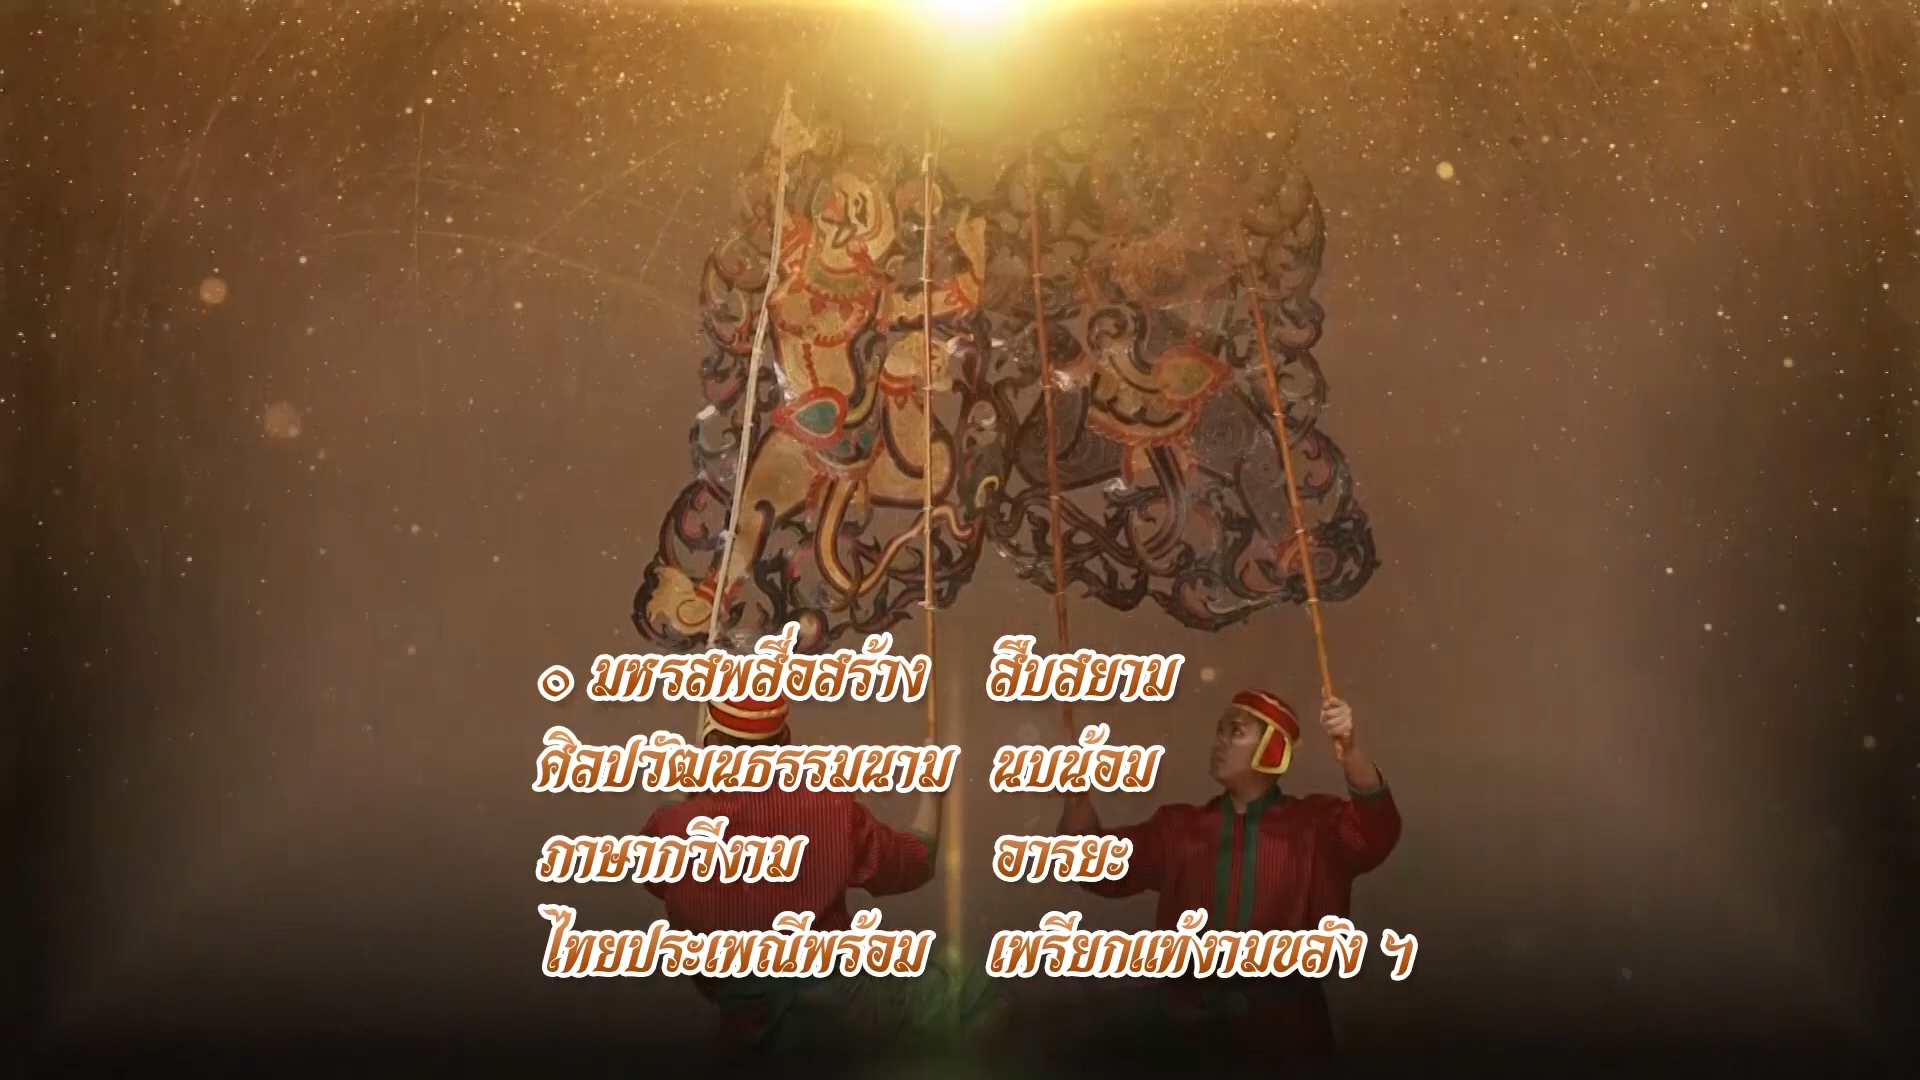 ๏ มหรสพสื่อสร้าง สืบสยาม
ศิลปวัฒนธรรมนาม นบน้อม
ภาษากวีงาม อารยะ
ไทยประเพณีพร้อม เพรียกแท้งามขลัง ฯ